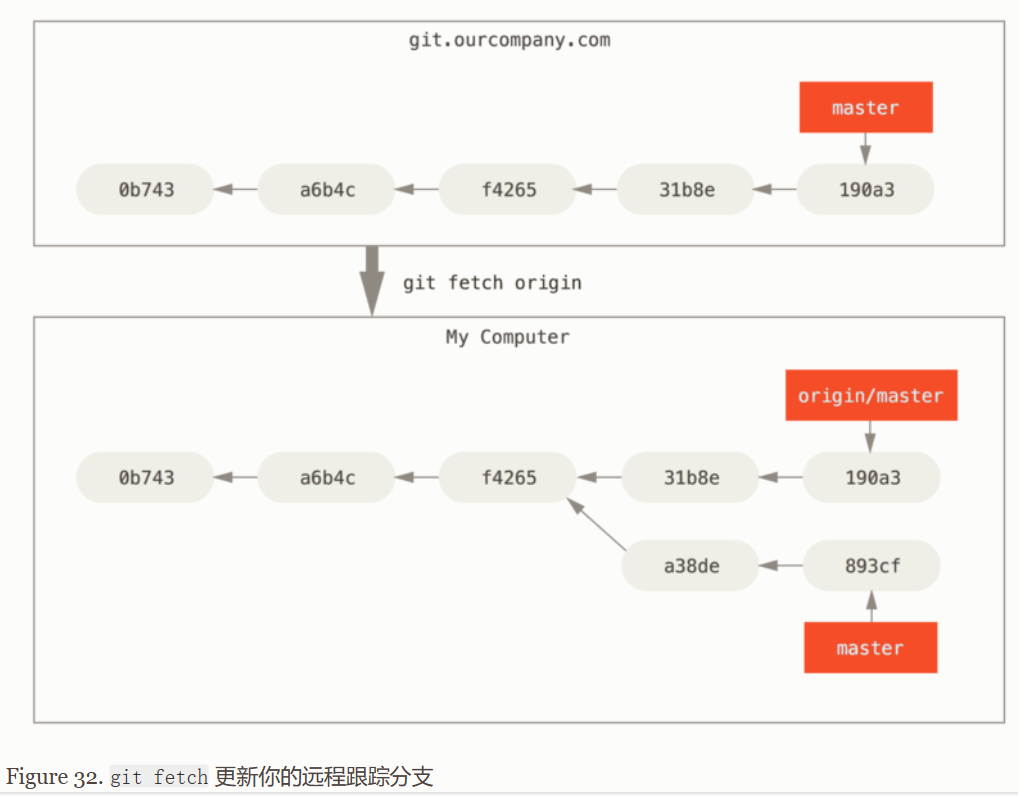 git.ourcompany.com
master
0b743 a6b4c f4265 31b8e 190a3
git fetch origin
My Computer
origin/master
0b743 a6b4c f4265 31b8e 190a3
a38de 893cf
master
Figure 32. git fetch 更新你的远程跟踪分支